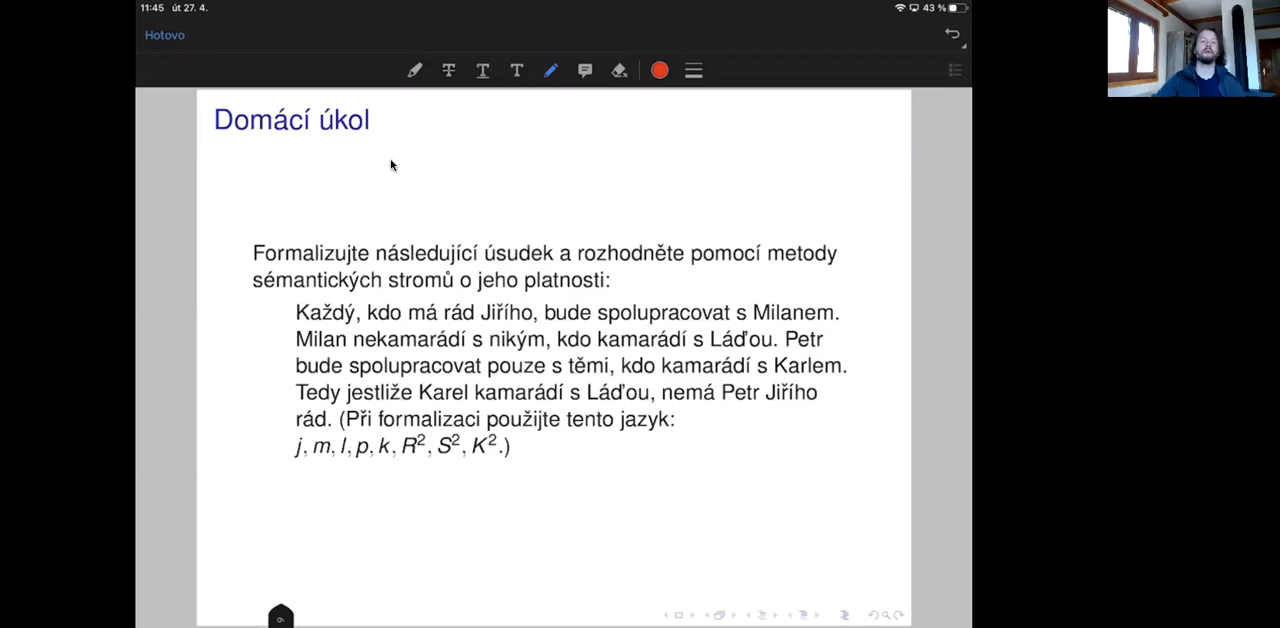 11:45 út 27. 4.
43 %
Hotovo
Domácí úkol
Formalizujte následující úsudek a rozhodněte pomocí metody
sémantických stromů o jeho platnosti:
Každý, kdo má rád Jiřího, bude spolupracovat s Milanem.
Milan nekamarádí s nikým, kdo kamarádí s Láďou. Petr
bude spolupracovat pouze s těmi, kdo kamarádí s Karlem.
Tedy jestliže Karel kamarádí s Láďou, nemá Petr Jiřího
rád. (Při formalizaci použijte tento jazyk:
j, m, l, p, k, R², S², K².)